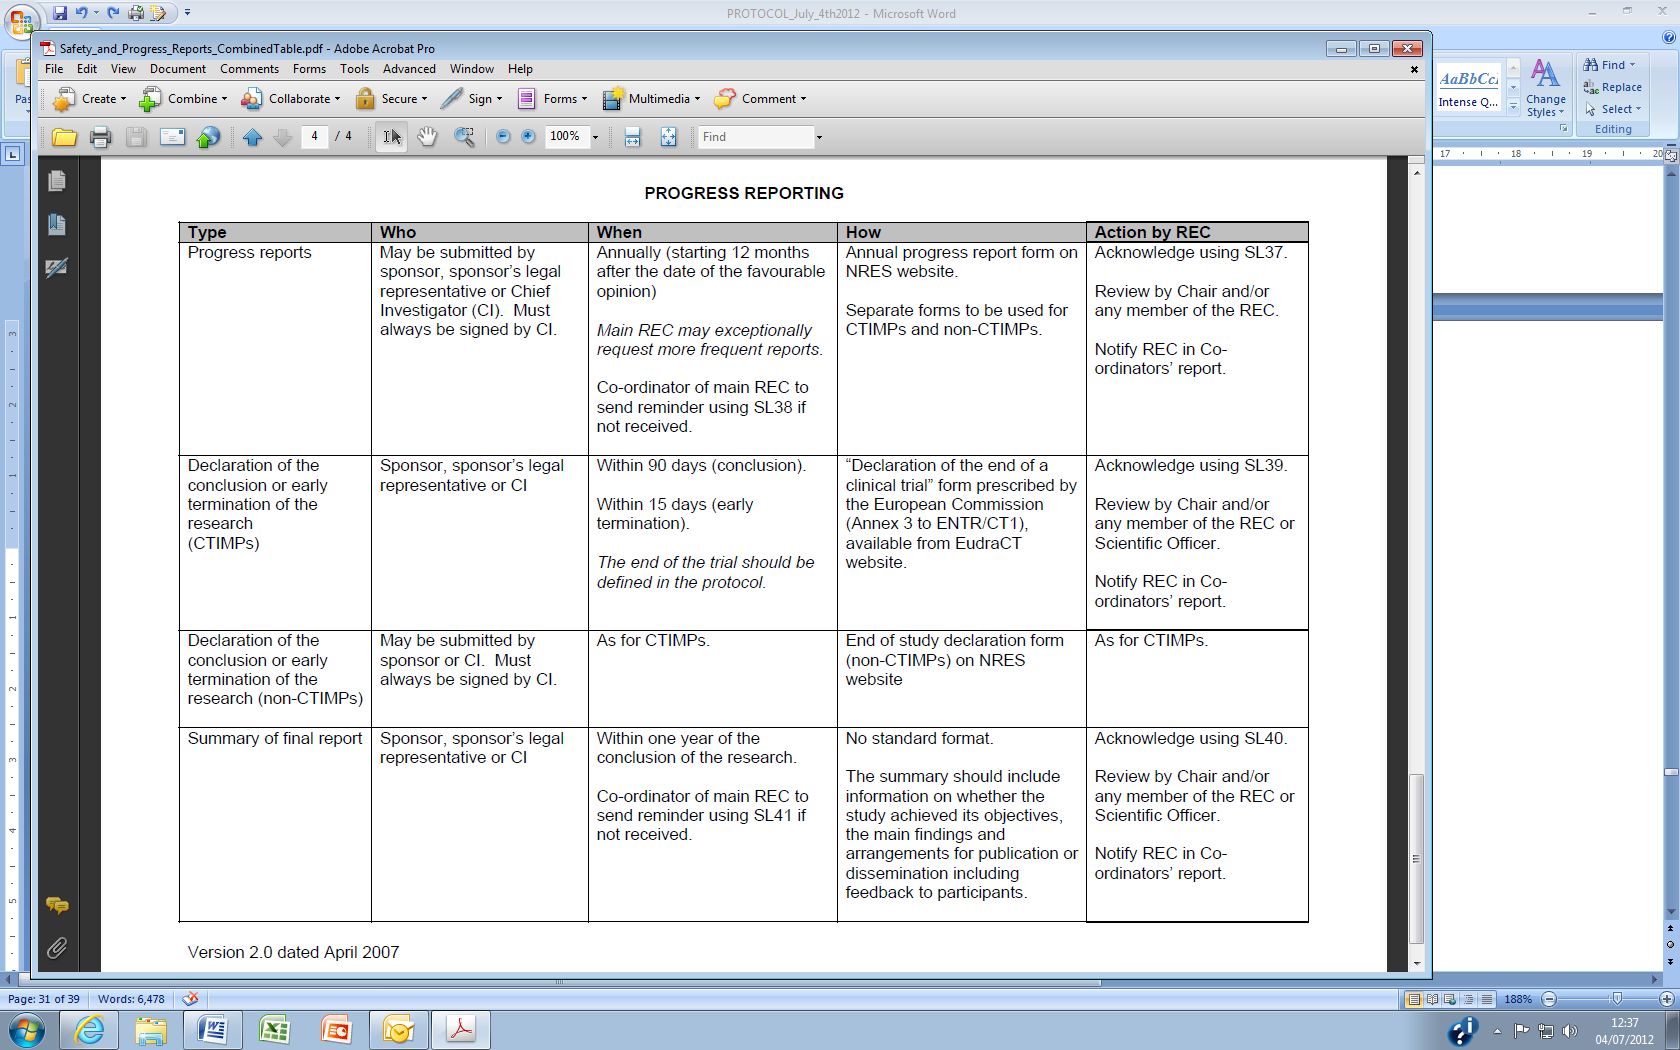 PROTOCOL_July_4th2012 - Microsoft Word
Safety_and_Progress_Reports_CombinedTable.pdf - Adobe Acrobat Pro
File Edit View Document Comments Forms Tools Advanced Window Help
Create Combine Collaborate Secure Sign Forms Multimedia Comment
4 / 4 100% Find
AaBbCcI
Intense Q...
Change
Styles
Find
Replace
Select
Editing
17 18 19 20
PROGRESS REPORTING
Type Who When How Action by REC
Progress reports
May be submitted by
sponsor, sponsor's legal
representative or Chief
Investigator (CI). Must
always be signed by CI.
Annually (starting 12 months
after the date of the favourable
opinion)
Main REC may exceptionally
request more frequent reports.
Co-ordinator of main REC to
send reminder using SL38 if
not received.
Annual progress report form on
NRES website.
Separate forms to be used for
CTIMPs and non-CTIMPs.
Acknowledge using SL37.
Review by Chair and/or
any member of the REC.
Notify REC in Co-
ordinators' report.
Declaration of the
conclusion or early
termination of the
research
(CTIMPs)
Sponsor, sponsor's legal
representative or CI
Within 90 days (conclusion).
Within 15 days (early
termination).
The end of the trial should be
defined in the protocol.
“Declaration of the end of a
clinical trial” form prescribed by
the European Commission
(Annex 3 to ENTR/CT1),
available from EudraCT
website.
Acknowledge using SL39.
Review by Chair and/or
any member of the REC or
Scientific Officer.
Notify REC in Co-
ordinators' report.
Declaration of the
conclusion or early
termination of the
research (non-CTIMPs)
May be submitted by
sponsor or CI. Must
always be signed by CI.
As for CTIMPs.
End of study declaration form
(non-CTIMPs) on NRES
website
As for CTIMPs.
Summary of final report
Sponsor, sponsor's legal
representative or CI
Within one year of the
conclusion of the research.
Co-ordinator of main REC to
send reminder using SL41 if
not received.
No standard format.
The summary should include
information on whether the
study achieved its objectives,
the main findings and
arrangements for publication or
dissemination including
feedback to participants.
Acknowledge using SL40.
Review by Chair and/or
any member of the REC or
Scientific Officer.
Notify REC in Co-
ordinators' report.
Version 2.0 dated April 2007
Page: 31 of 39 Words: 6,478
188%
12:37
04/07/2012